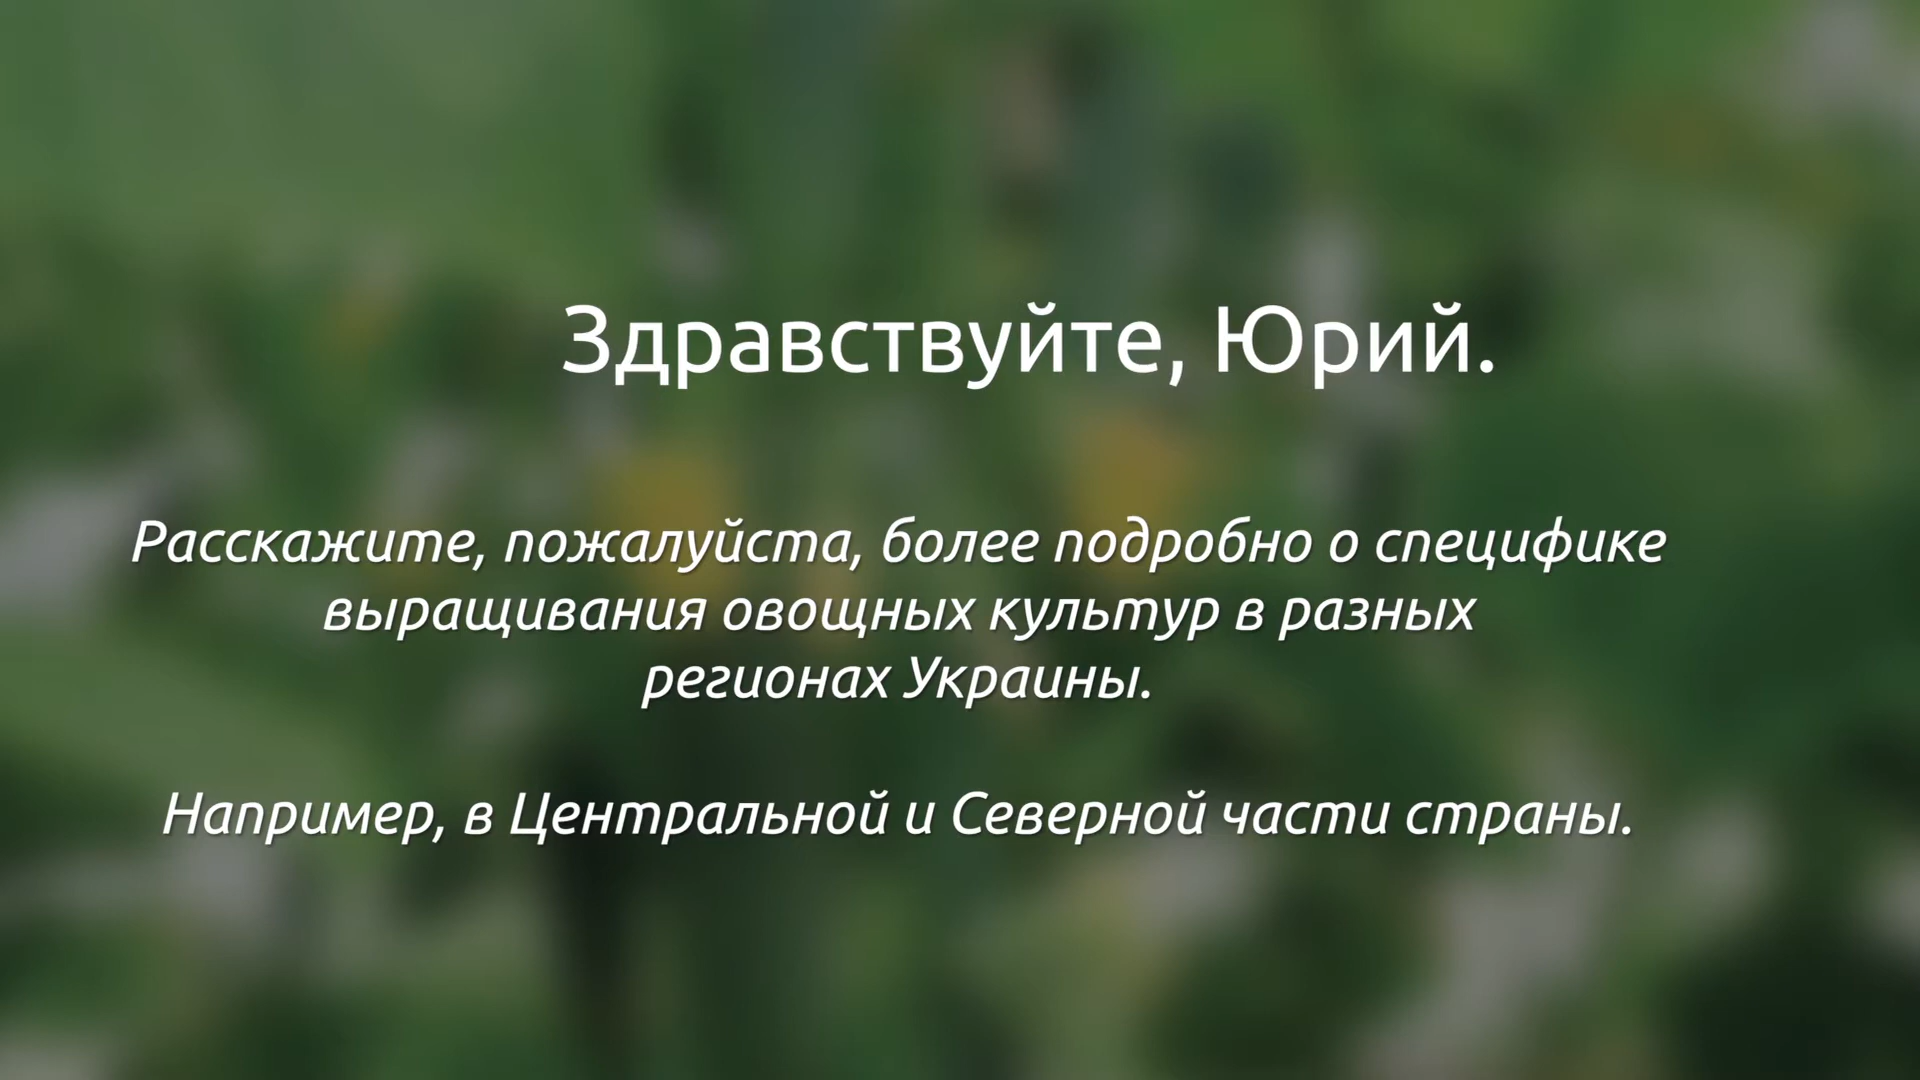 Здравствуйте, Юрий.
Расскажите, пожалуйста, более подробно о специфике
выращивания овощных культур в разных
регионах Украины.
Например, в Центральной и Северной части страны.